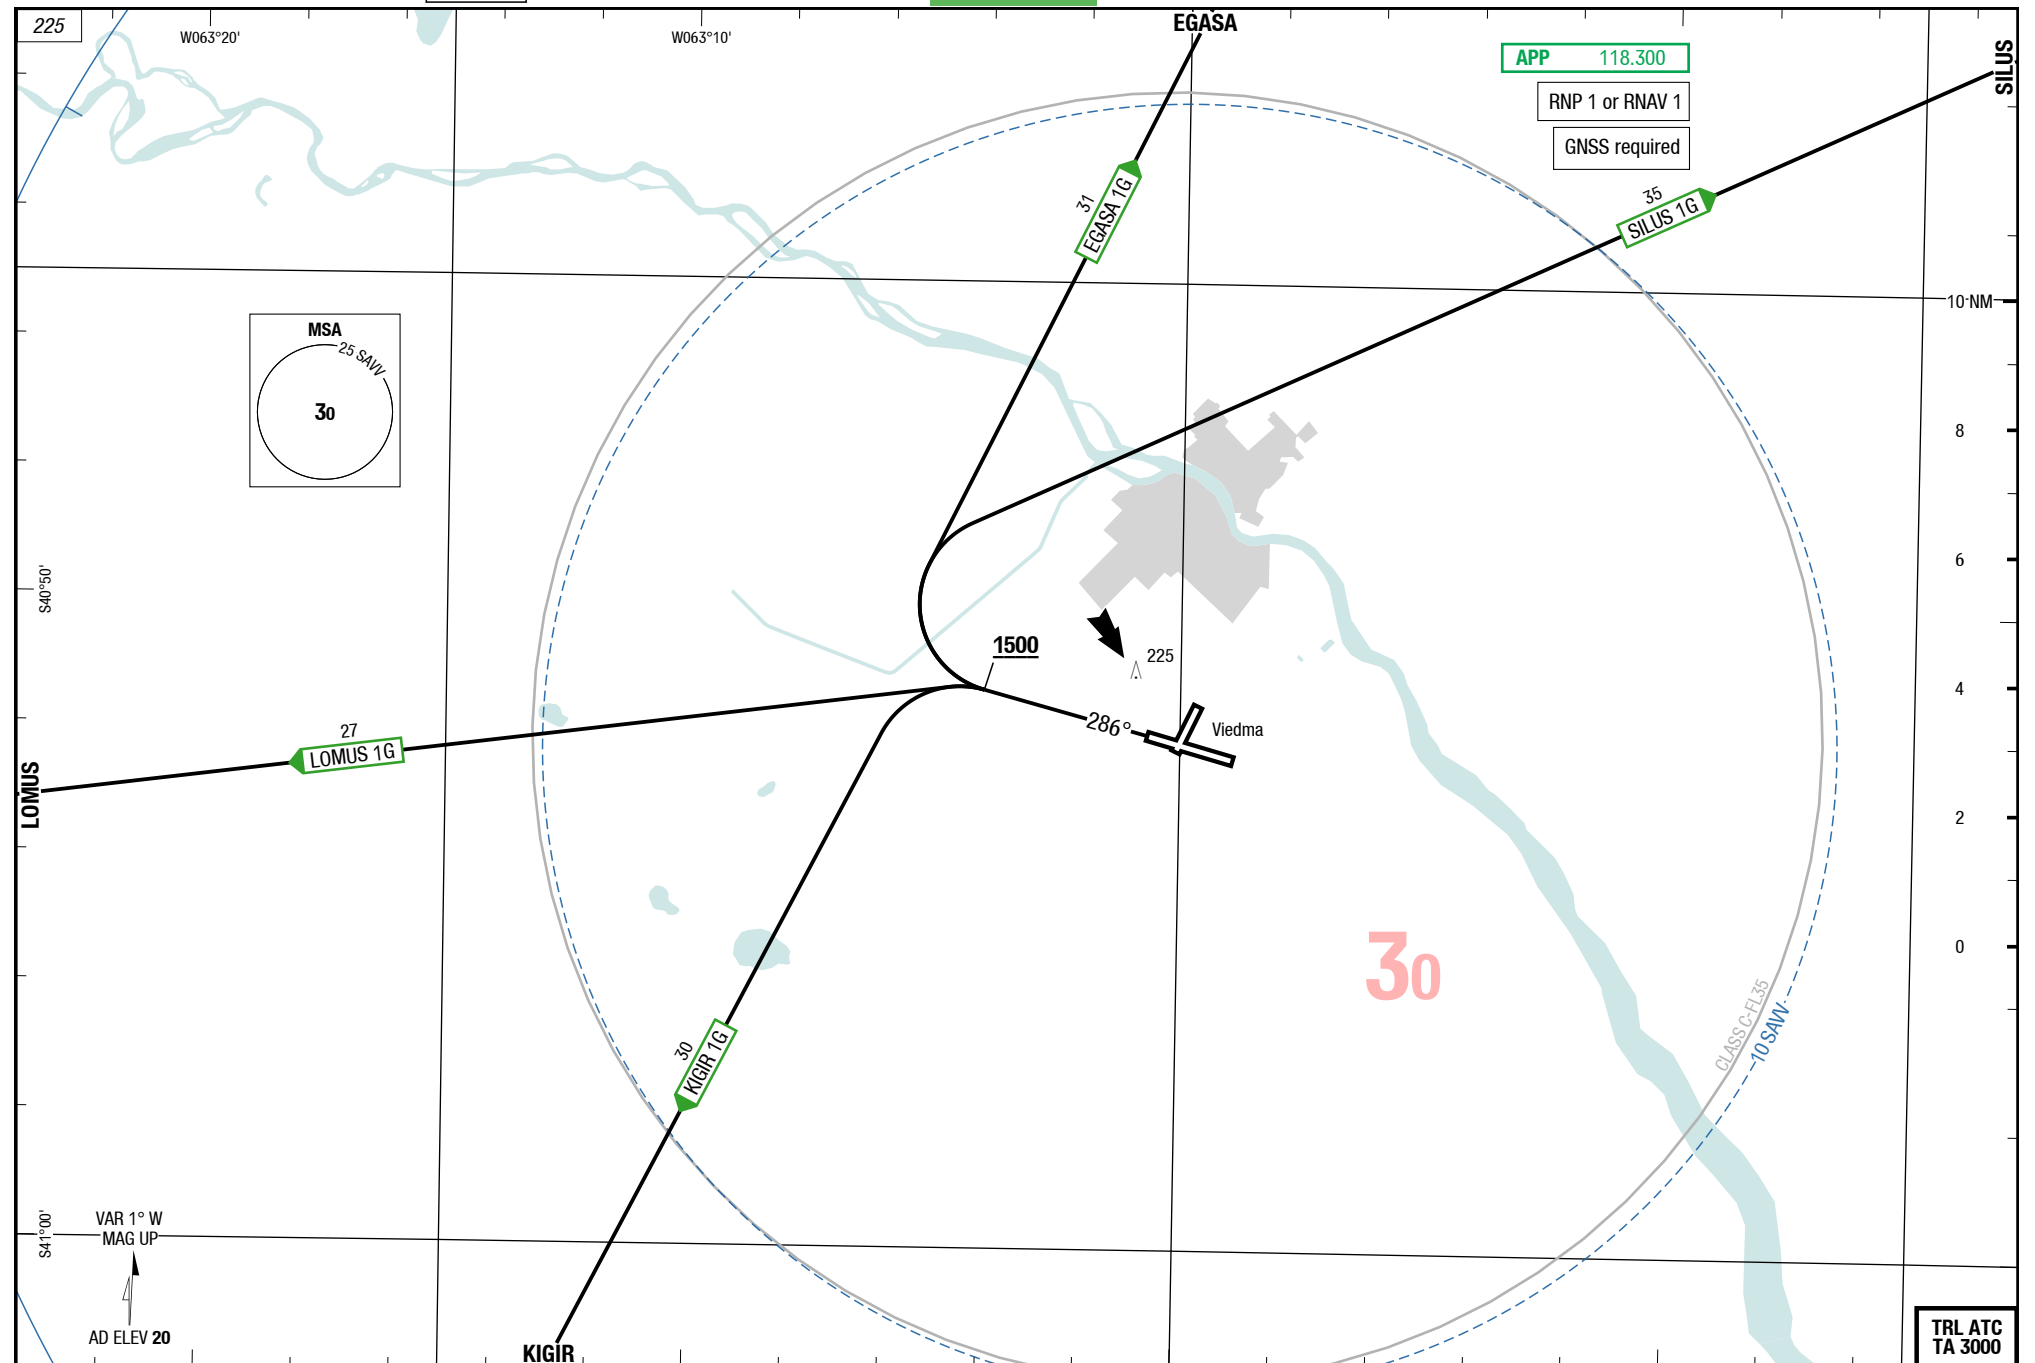 225
W063°20'
W063°10'
EGASA
SILUS
APP 118.300
RNP 1 or RNAV 1
GNSS required
31
EGASA 1G
35
SILUS 1G
10 NM
MSA
25 SAVV
30
8
6
S40°50'
1500
225
4
286°
Viedma
27
LOMUS 1G
LOMUS
2
30
0
CLASS C-FL35
10 SAVV
30
KIGIR 1G
S41°00'
VAR 1° W
MAG UP
AD ELEV 20
KIGIR
TRL ATC
TA 3000